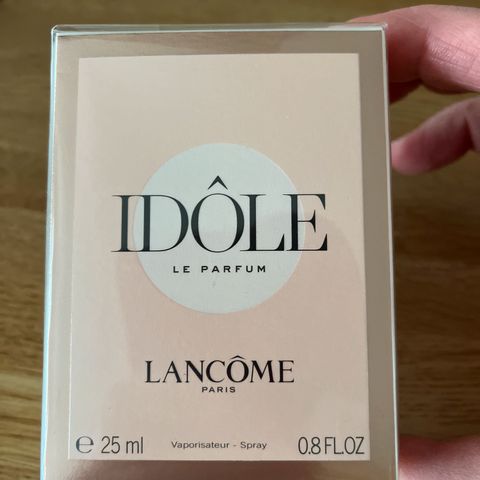 IDÔLE
LE PARFUM
LANCÔME
PARIS
℮ 25 ml Vaporisateur - Spray 0.8 FL.OZ